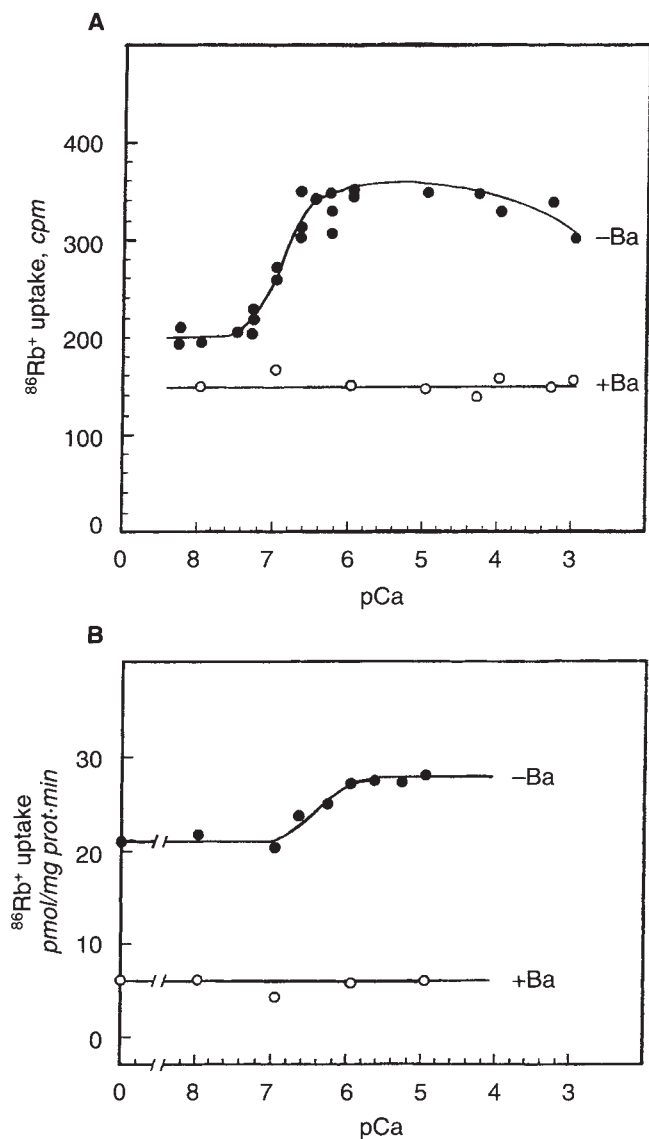 A
400
300
200
100
0
⁸⁶Rb⁺ uptake, cpm
–Ba
+Ba
0 8 7 6 5 4 3
pCa
B
30
20
10
0
⁸⁶Rb⁺ uptake
pmol/mg prot·min
–Ba
+Ba
0 8 7 6 5 4 3
pCa